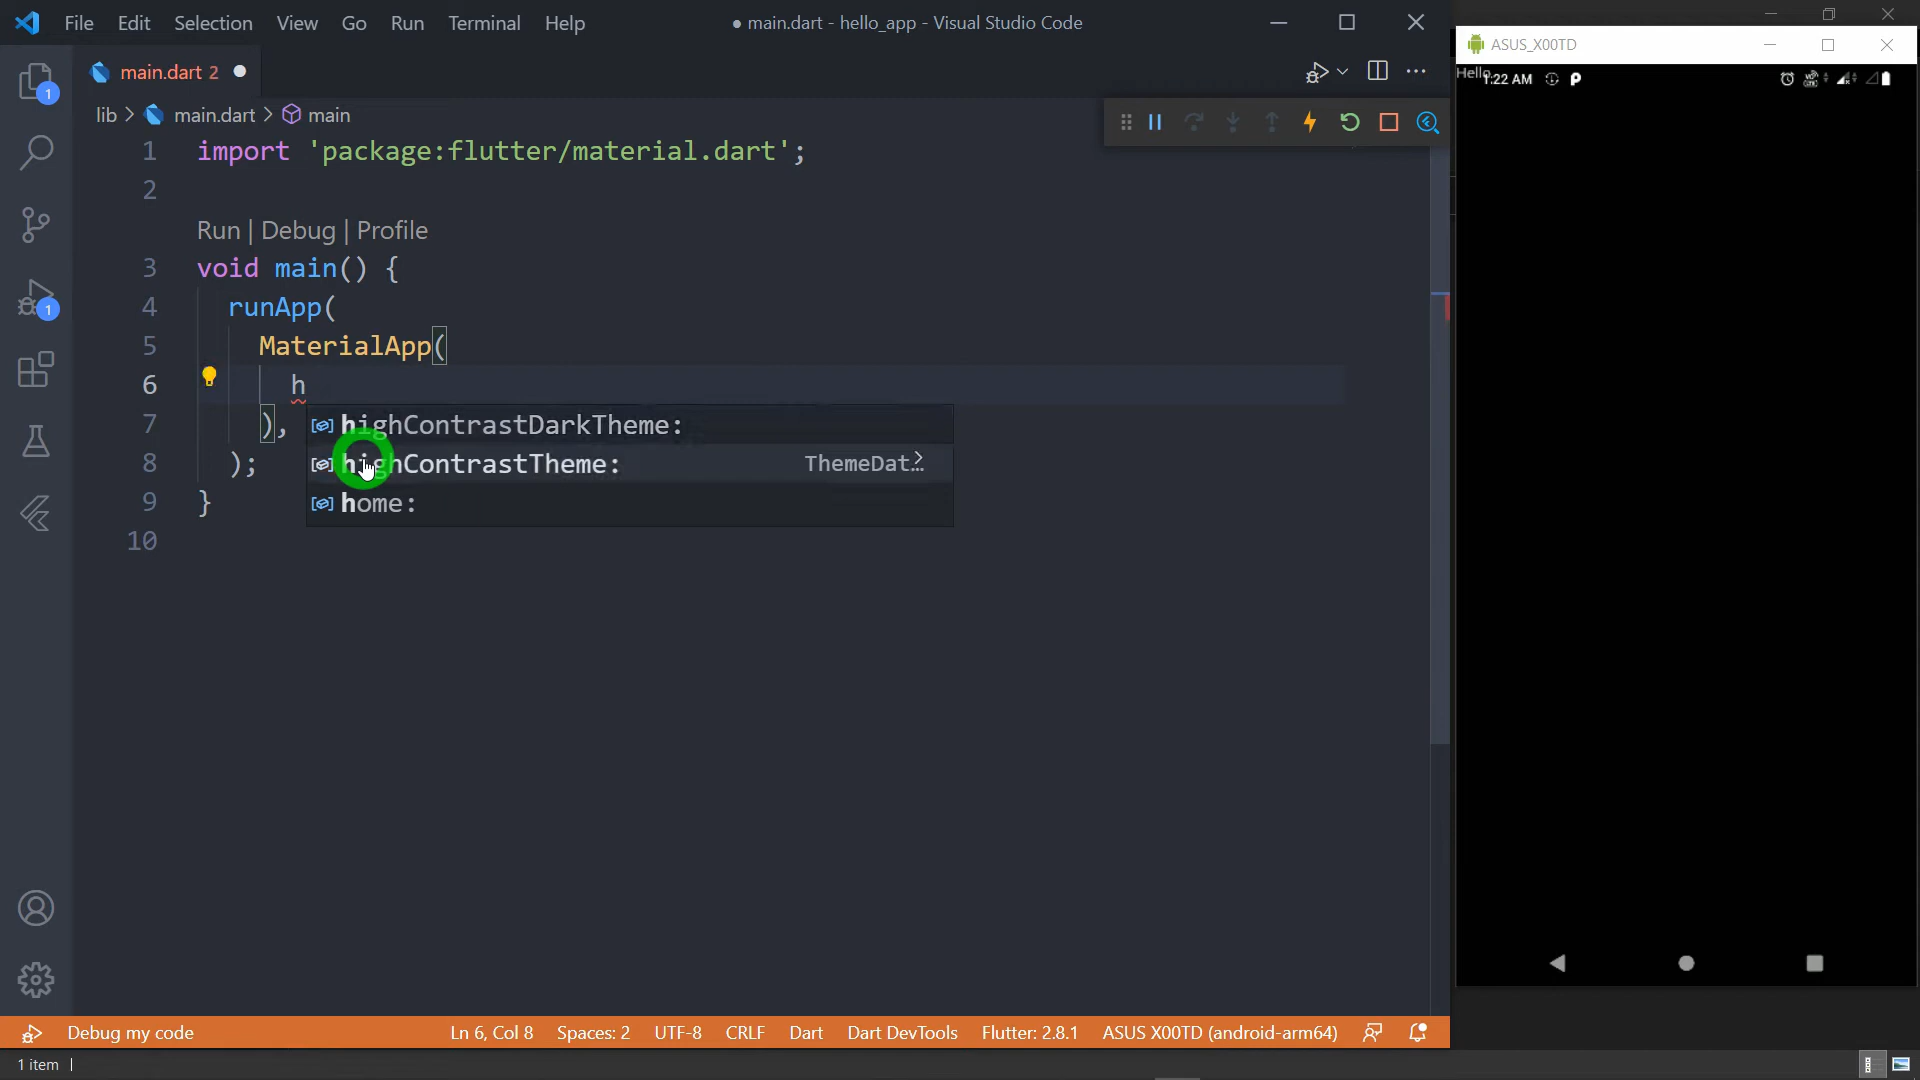 File Edit Selection View Go Run Terminal Help
● main.dart - hello_app - Visual Studio Code
main.dart 2 ●
lib > main.dart > main
1 import 'package:flutter/material.dart';
2
Run | Debug | Profile
3 void main() {
4 runApp(
5 MaterialApp(
6 h
7 ),
8 );
9 }
10
highContrastDarkTheme:
highContrastTheme: ThemeDat…
home:
1
1
Debug my code
Ln 6, Col 8 Spaces: 2 UTF-8 CRLF Dart Dart DevTools Flutter: 2.8.1 ASUS X00TD (android-arm64)
1 item
ASUS_X00TD
Hello
1:22 AM